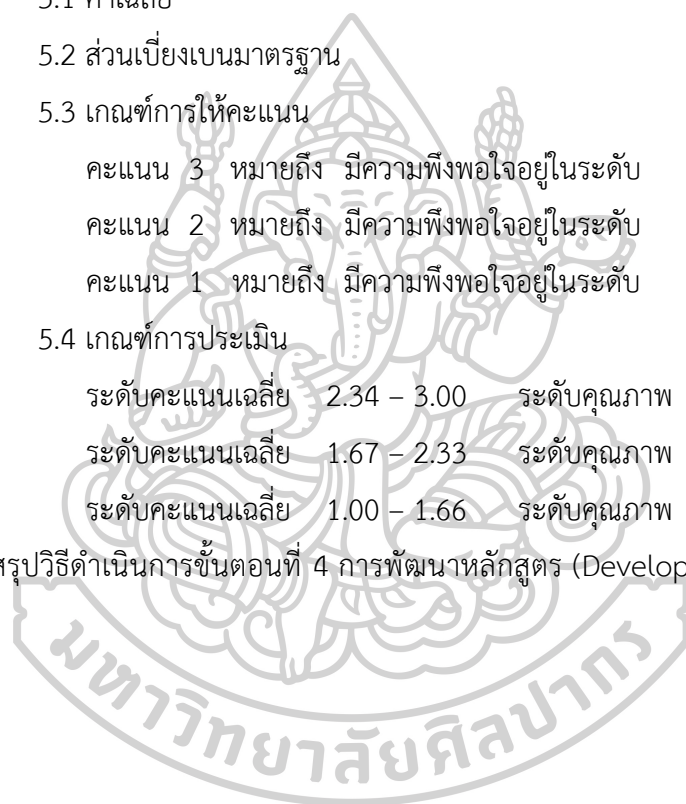 5.1 ค่าเฉลี่ย
5.2 ส่วนเบี่ยงเบนมาตรฐาน
5.3 เกณฑ์การให้คะแนน
คะแนน 3 หมายถึง มีความพึงพอใจอยู่ในระดับ
คะแนน 2 หมายถึง มีความพึงพอใจอยู่ในระดับ
คะแนน 1 หมายถึง มีความพึงพอใจอยู่ในระดับ
5.4 เกณฑ์การประเมิน
ระดับคะแนนเฉลี่ย 2.34 – 3.00 ระดับคุณภาพ
ระดับคะแนนเฉลี่ย 1.67 – 2.33 ระดับคุณภาพ
ระดับคะแนนเฉลี่ย 1.00 – 1.66 ระดับคุณภาพ
สรุปวิธีดำเนินการขั้นตอนที่ 4 การพัฒนาหลักสูตร (Develop
มหาวิทยาลัยศิลปากร